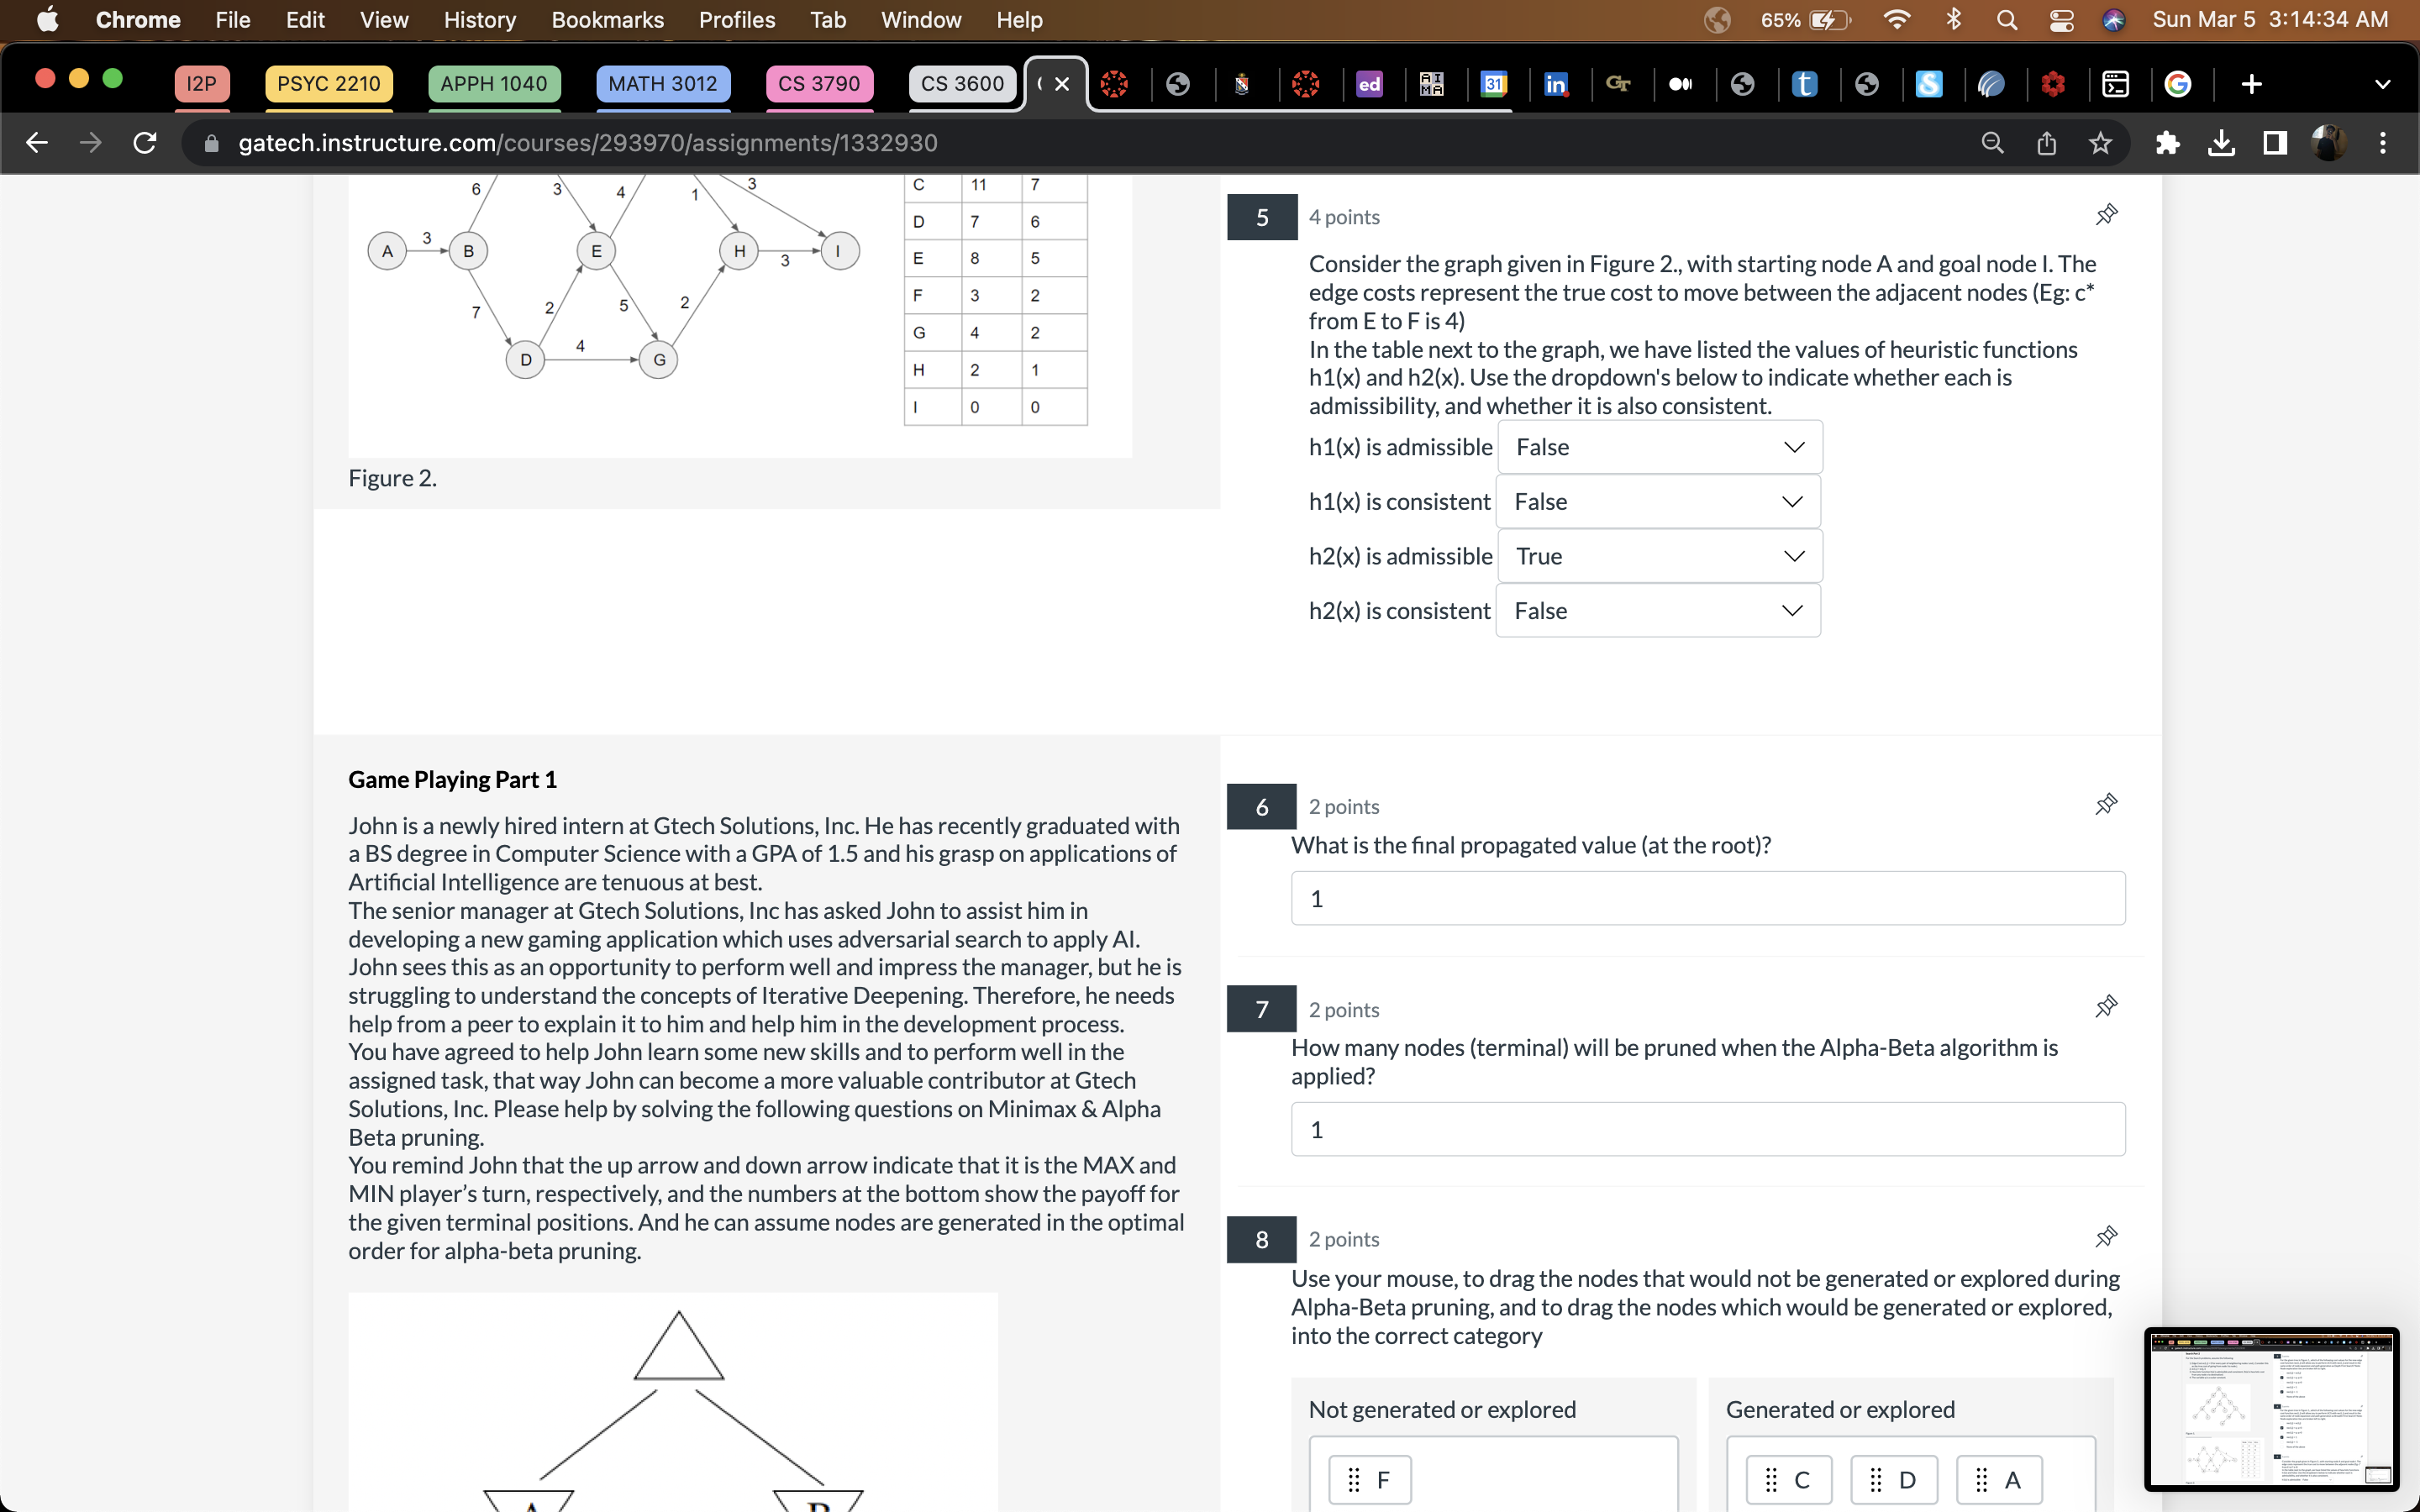 Chrome File Edit View History Bookmarks Profiles Tab Window Help 65% Sun Mar 5 3:14:34 AM
I2P PSYC 2210 APPH 1040 MATH 3012 CS 3790 CS 3600 ed AI MA 31 in GT t S G
gatech.instructure.com/courses/293970/assignments/1332930
6 3 4 1 3
A 3 B E H 3 I
7 2 5 2
D 4 G
C 11 7
D 7 6
E 8 5
F 3 2
G 4 2
H 2 1
I 0 0
Figure 2.
5 4 points
Consider the graph given in Figure 2., with starting node A and goal node I. The
edge costs represent the true cost to move between the adjacent nodes (Eg: c*
from E to F is 4)
In the table next to the graph, we have listed the values of heuristic functions
h1(x) and h2(x). Use the dropdown's below to indicate whether each is
admissibility, and whether it is also consistent.
h1(x) is admissible False
h1(x) is consistent False
h2(x) is admissible True
h2(x) is consistent False
Game Playing Part 1
John is a newly hired intern at Gtech Solutions, Inc. He has recently graduated with
a BS degree in Computer Science with a GPA of 1.5 and his grasp on applications of
Artificial Intelligence are tenuous at best.
The senior manager at Gtech Solutions, Inc has asked John to assist him in
developing a new gaming application which uses adversarial search to apply AI.
John sees this as an opportunity to perform well and impress the manager, but he is
struggling to understand the concepts of Iterative Deepening. Therefore, he needs
help from a peer to explain it to him and help him in the development process.
You have agreed to help John learn some new skills and to perform well in the
assigned task, that way John can become a more valuable contributor at Gtech
Solutions, Inc. Please help by solving the following questions on Minimax & Alpha
Beta pruning.
You remind John that the up arrow and down arrow indicate that it is the MAX and
MIN player's turn, respectively, and the numbers at the bottom show the payoff for
the given terminal positions. And he can assume nodes are generated in the optimal
order for alpha-beta pruning.
A B
6 2 points
What is the final propagated value (at the root)?
1
7 2 points
How many nodes (terminal) will be pruned when the Alpha-Beta algorithm is
applied?
1
8 2 points
Use your mouse, to drag the nodes that would not be generated or explored during
Alpha-Beta pruning, and to drag the nodes which would be generated or explored,
into the correct category
Not generated or explored Generated or explored
F C D A